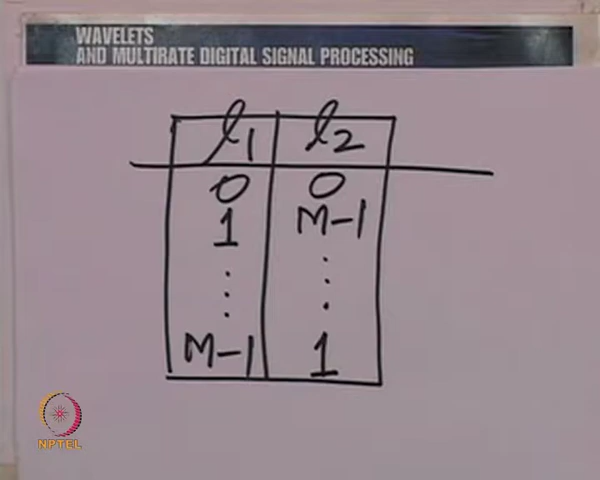 WAVELETS
AND MULTIRATE DIGITAL SIGNAL PROCESSING
l1 l2
0 0
1 M-1
⋮ ⋮
M-1 1
NPTEL